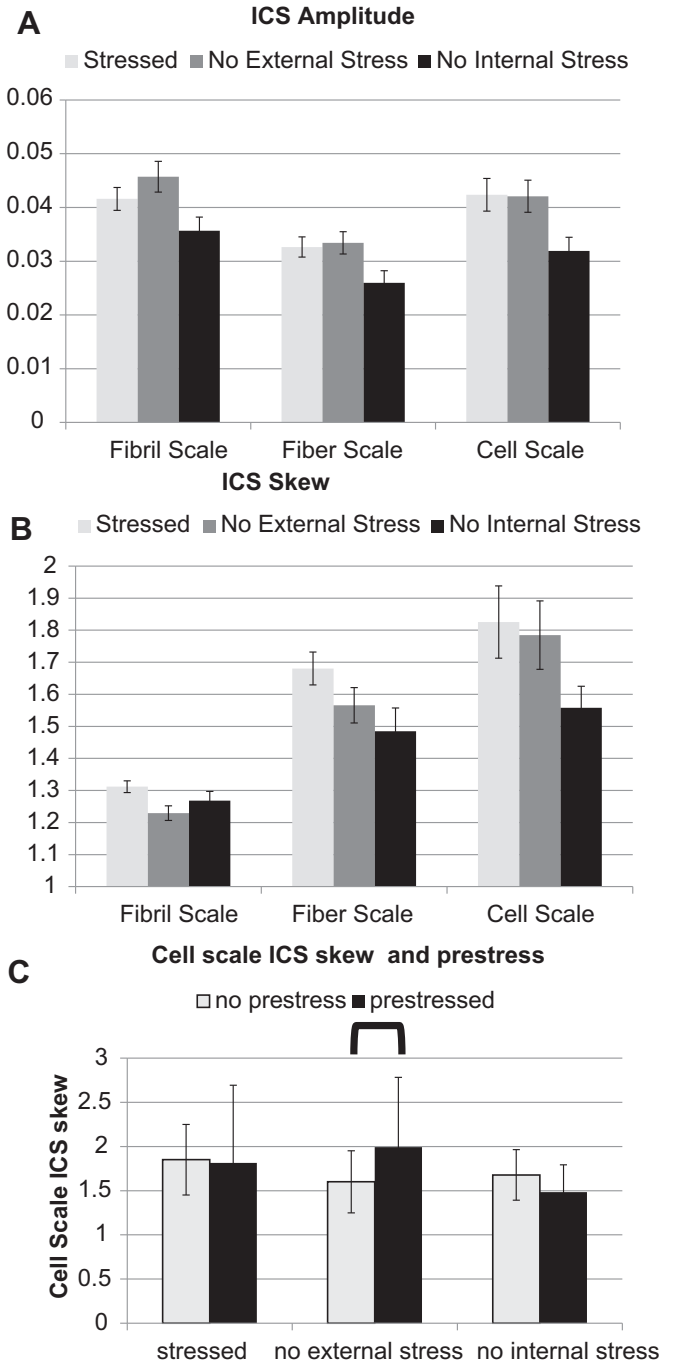 A
ICS Amplitude
Stressed No External Stress No Internal Stress
0.06
0.05
0.04
0.03
0.02
0.01
0
Fibril Scale Fiber Scale Cell Scale
ICS Skew
B
Stressed No External Stress No Internal Stress
2
1.9
1.8
1.7
1.6
1.5
1.4
1.3
1.2
1.1
1
Fibril Scale Fiber Scale Cell Scale
Cell scale ICS skew and prestress
C
no prestress prestressed
Cell Scale ICS skew
3
2.5
2
1.5
1
0.5
0
stressed no external stress no internal stress